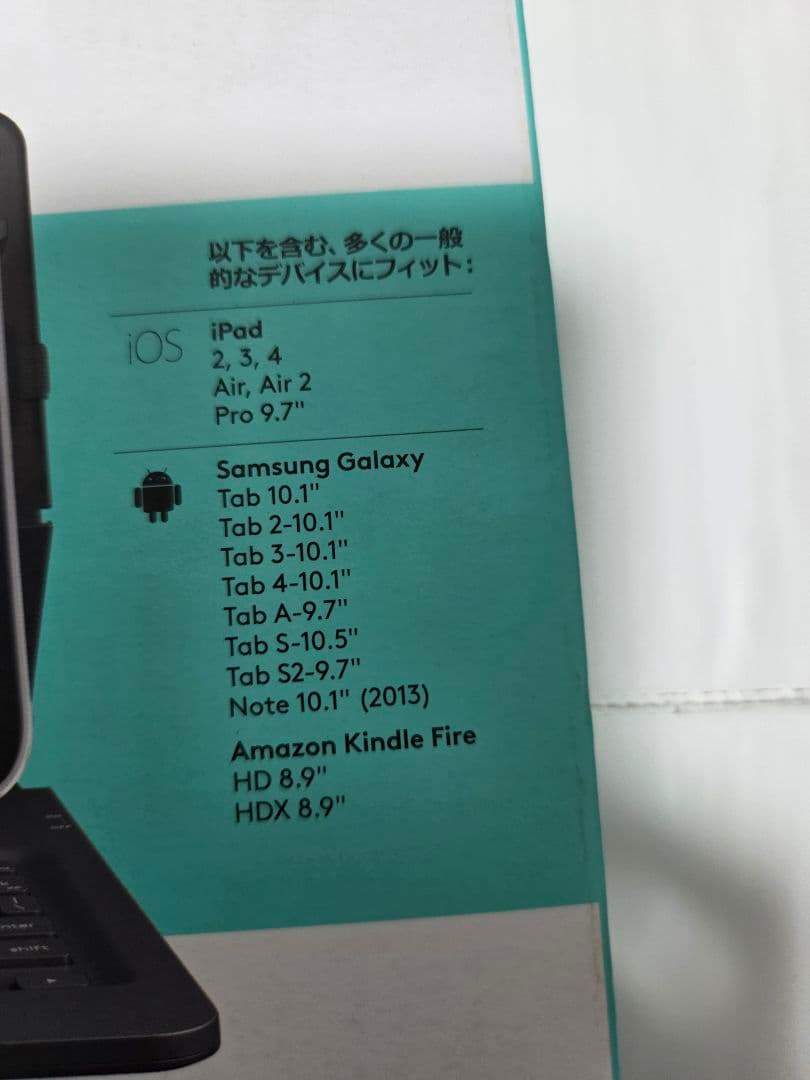 以下を含む、多くの一般
的なデバイスにフィット：
iOS
iPad
2, 3, 4
Air, Air 2
Pro 9.7"
Samsung Galaxy
Tab 10.1"
Tab 2-10.1"
Tab 3-10.1"
Tab 4-10.1"
Tab A-9.7"
Tab S-10.5"
Tab S2-9.7"
Note 10.1" (2013)
Amazon Kindle Fire
HD 8.9"
HDX 8.9"
shift